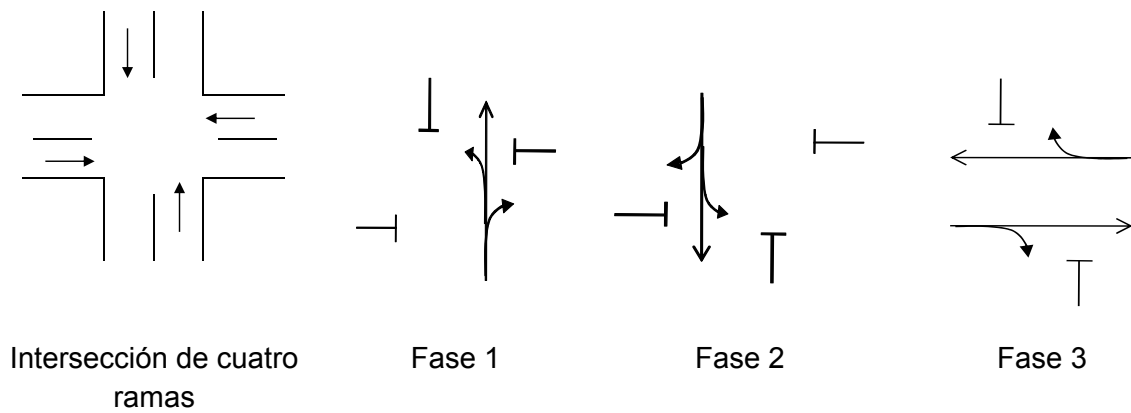 Intersección de cuatro
ramas
Fase 1
Fase 2
Fase 3